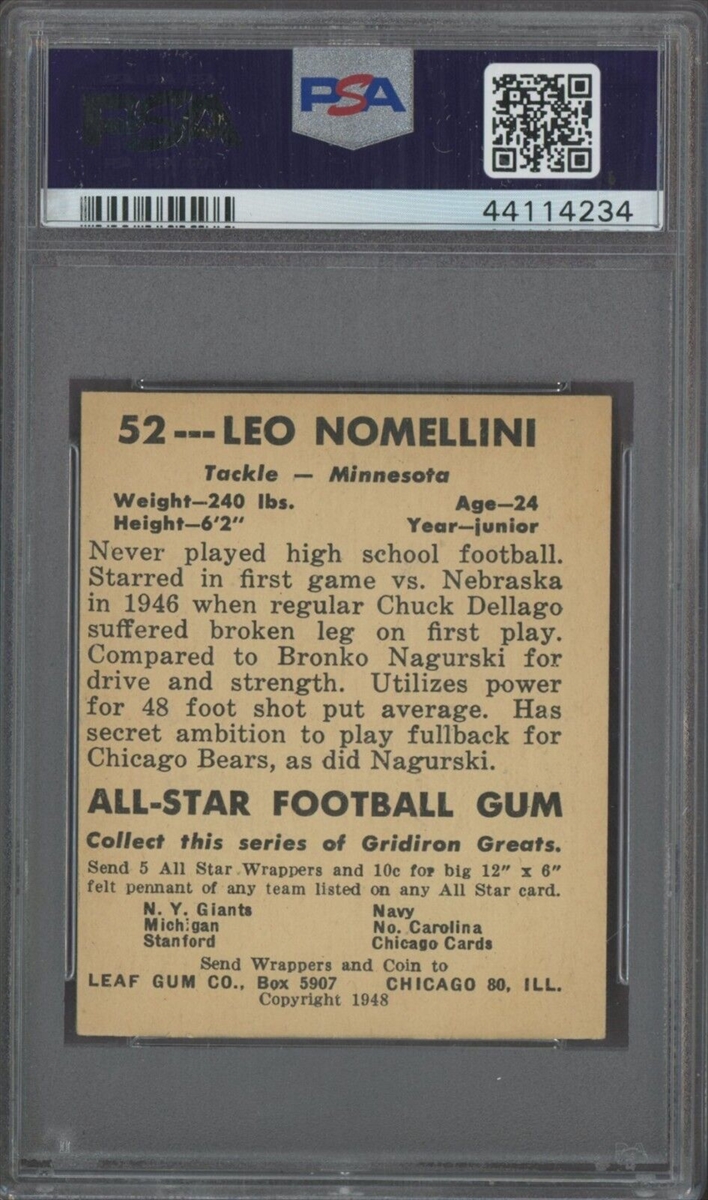 PSA
PSA
44114234
52---LEO NOMELLINI
Tackle — Minnesota
Weight—240 lbs. Age—24
Height—6'2" Year—junior
Never played high school football.
Starred in first game vs. Nebraska
in 1946 when regular Chuck Dellago
suffered broken leg on first play.
Compared to Bronko Nagurski for
drive and strength. Utilizes power
for 48 foot shot put average. Has
secret ambition to play fullback for
Chicago Bears, as did Nagurski.
ALL-STAR FOOTBALL GUM
Collect this series of Gridiron Greats.
Send 5 All Star Wrappers and 10c for big 12" x 6"
felt pennant of any team listed on any All Star card.
N. Y. Giants Navy
Michigan No. Carolina
Stanford Chicago Cards
Send Wrappers and Coin to
LEAF GUM CO., Box 5907 CHICAGO 80, ILL.
Copyright 1948